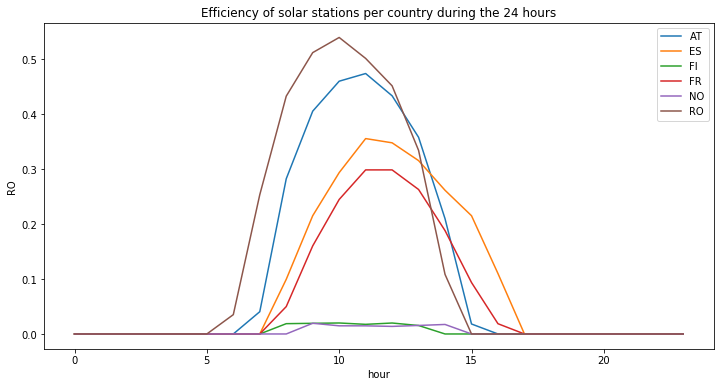 Efficiency of solar stations per country during the 24 hours
AT
ES
FI
FR
NO
RO
0.5
0.4
0.3
0.2
0.1
0.0
RO
0
5
10
15
20
hour